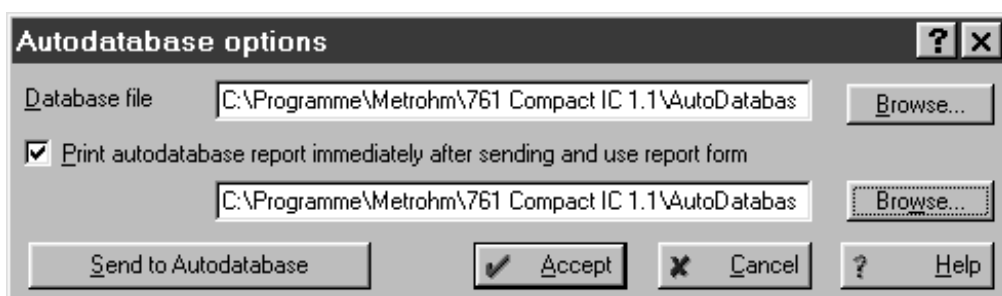 Autodatabase options
Database file C:\Programme\Metrohm\761 Compact IC 1.1\AutoDatabas Browse...
Print autodatabase report immediately after sending and use report form
C:\Programme\Metrohm\761 Compact IC 1.1\AutoDatabas Browse...
Send to Autodatabase Accept Cancel ? Help